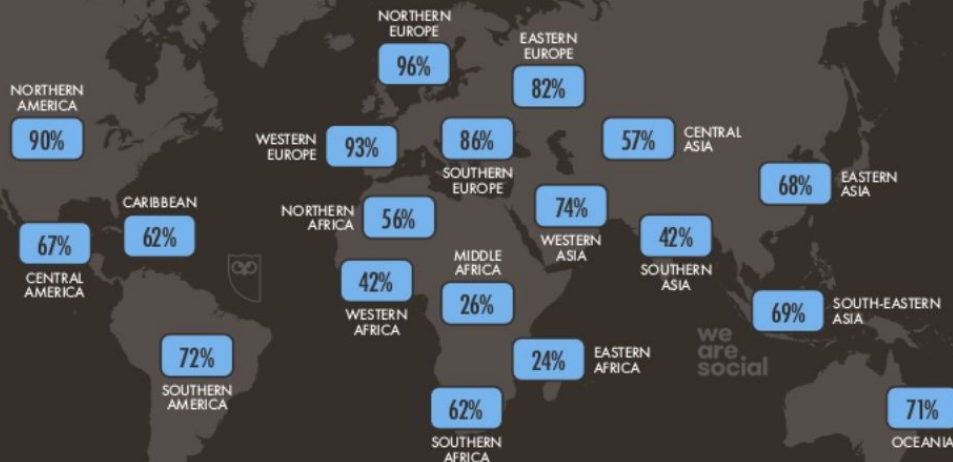 NORTHERN
EUROPE
96%
EASTERN
EUROPE
82%
NORTHERN
AMERICA
90%
WESTERN
EUROPE
93%
86%
SOUTHERN
EUROPE
57%
CENTRAL
ASIA
68%
EASTERN
ASIA
CARIBBEAN
62%
NORTHERN
AFRICA
56%
74%
WESTERN
ASIA
67%
CENTRAL
AMERICA
42%
SOUTHERN
ASIA
42%
WESTERN
AFRICA
MIDDLE
AFRICA
26%
69%
SOUTH-EASTERN
ASIA
72%
SOUTHERN
AMERICA
24%
EASTERN
AFRICA
we
are
social
62%
SOUTHERN
AFRICA
71%
OCEANIA